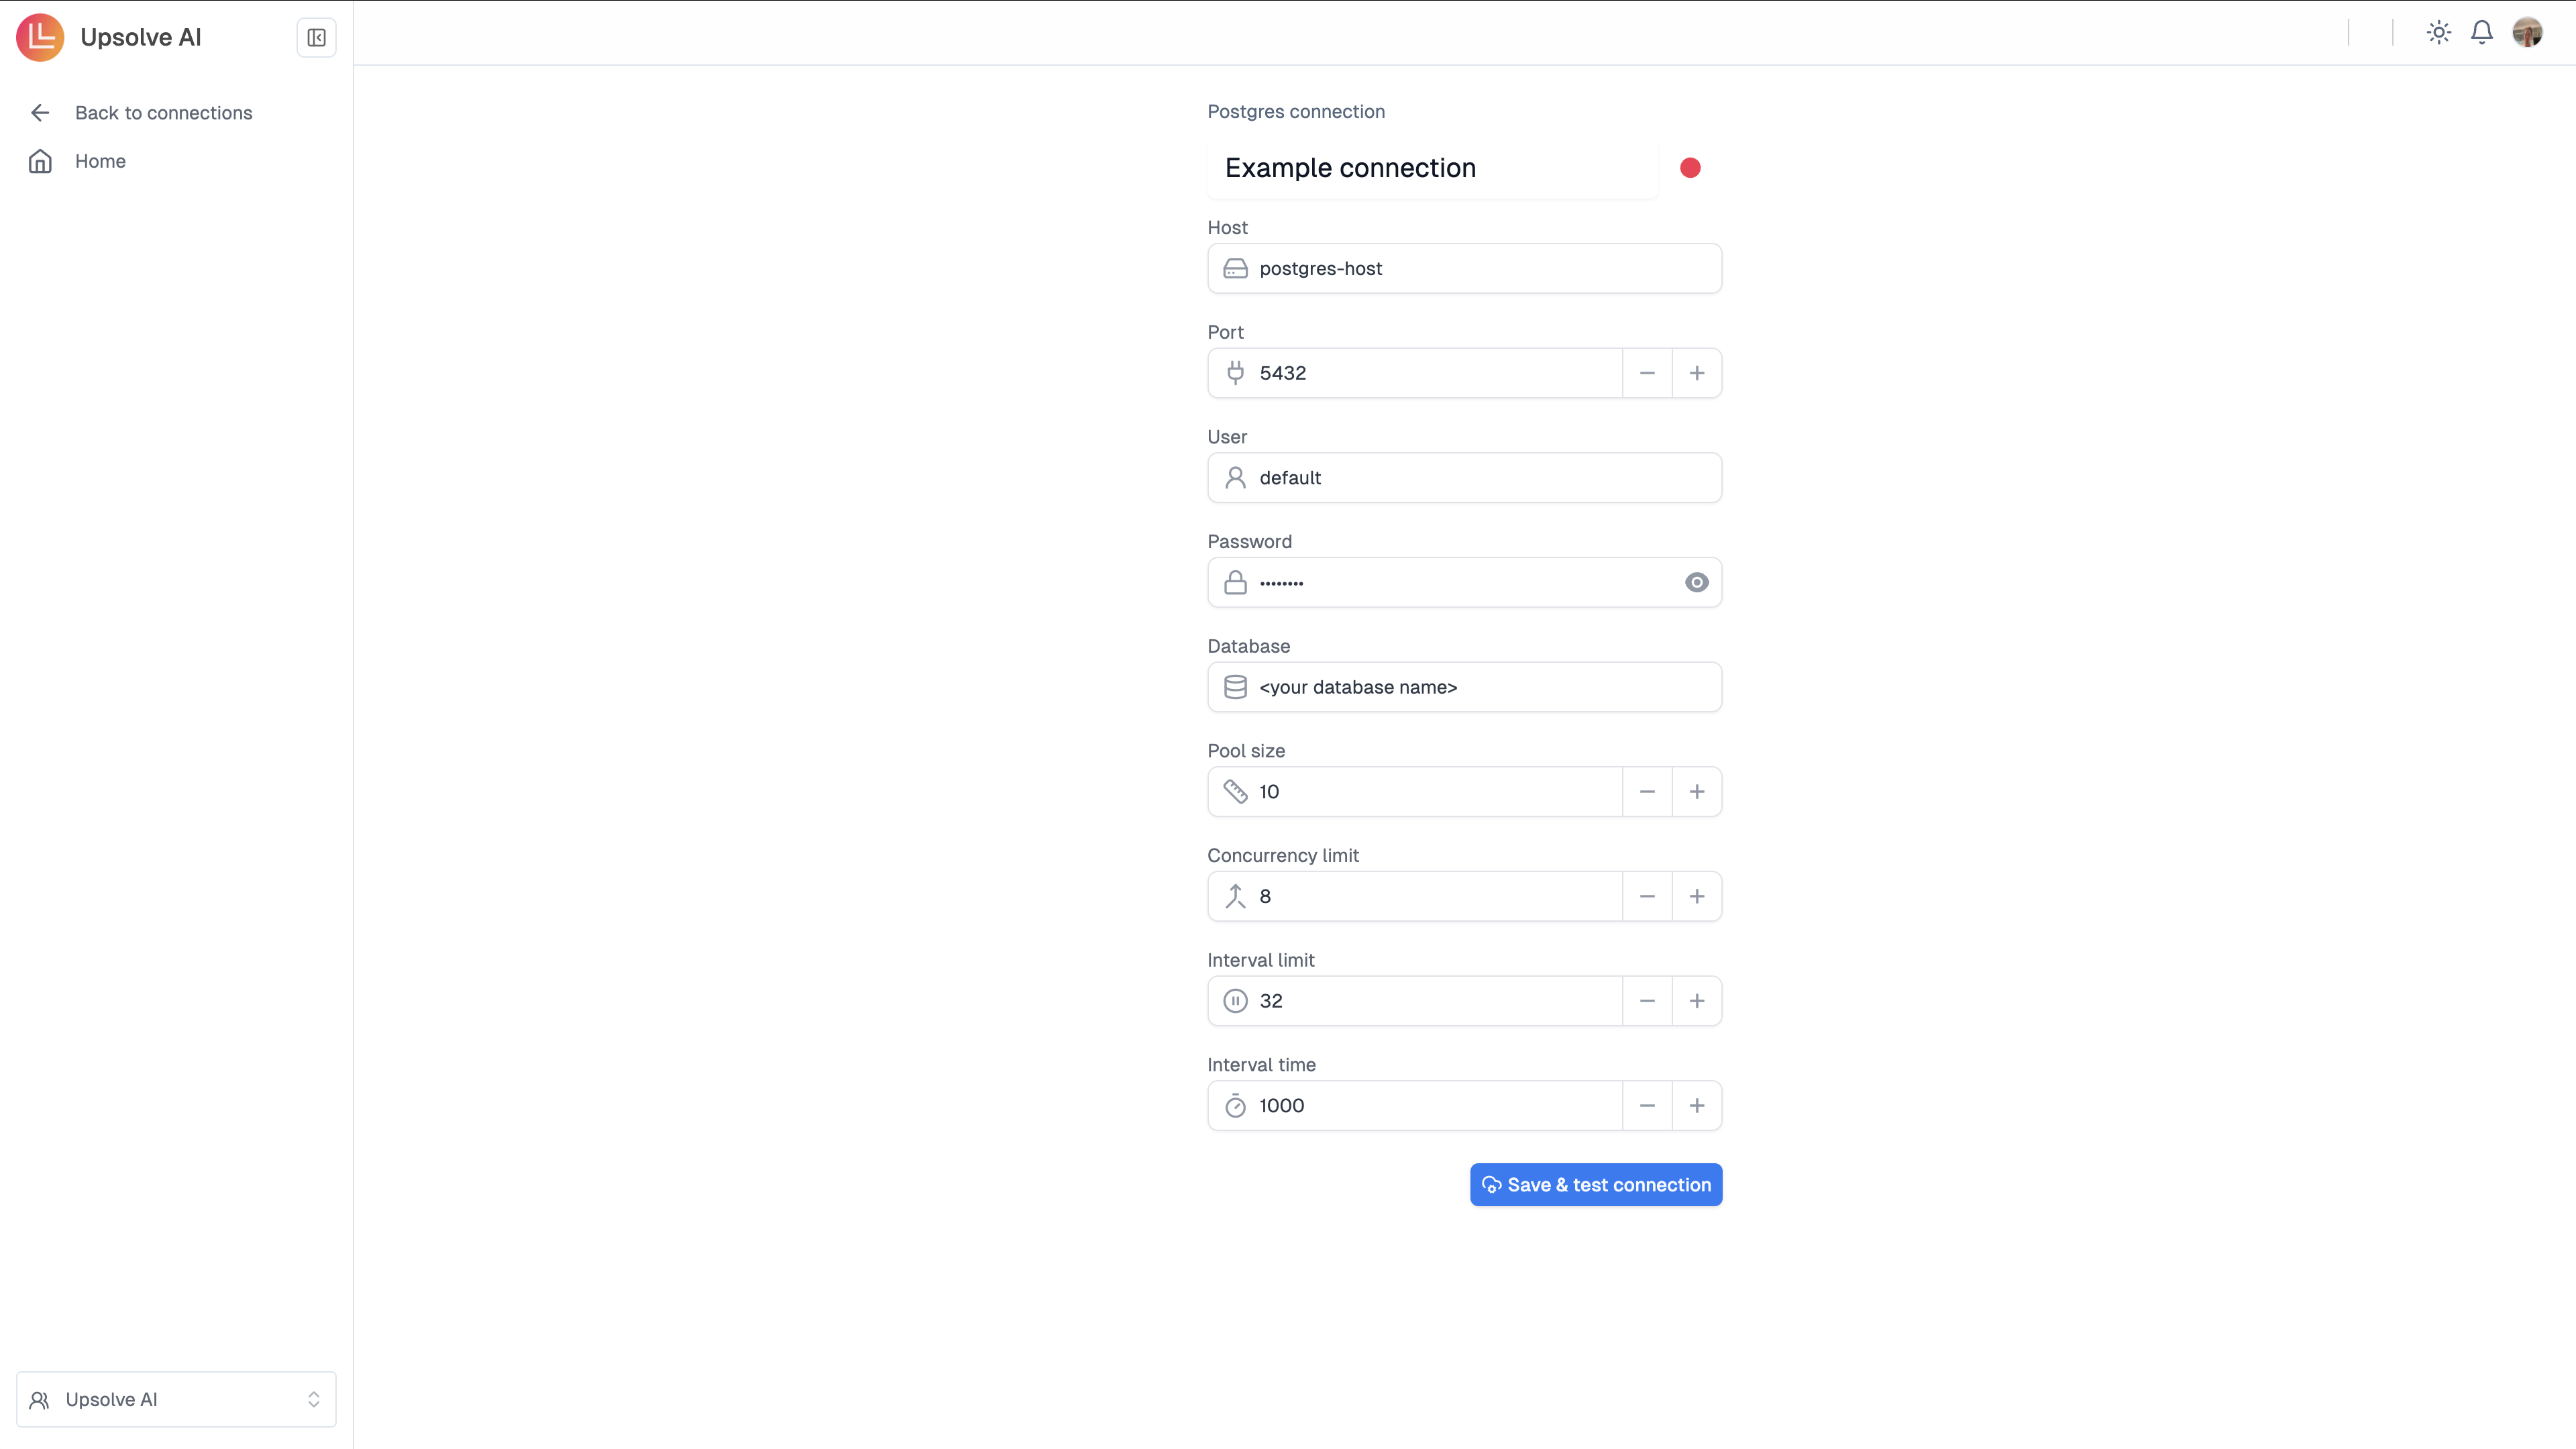 Upsolve AI
Back to connections
Home
Postgres connection
Example connection
Host
postgres-host
Port
5432
User
default
Password
••••••••
Database
<your database name>
Pool size
10
Concurrency limit
8
Interval limit
32
Interval time
1000
Save & test connection
Upsolve AI